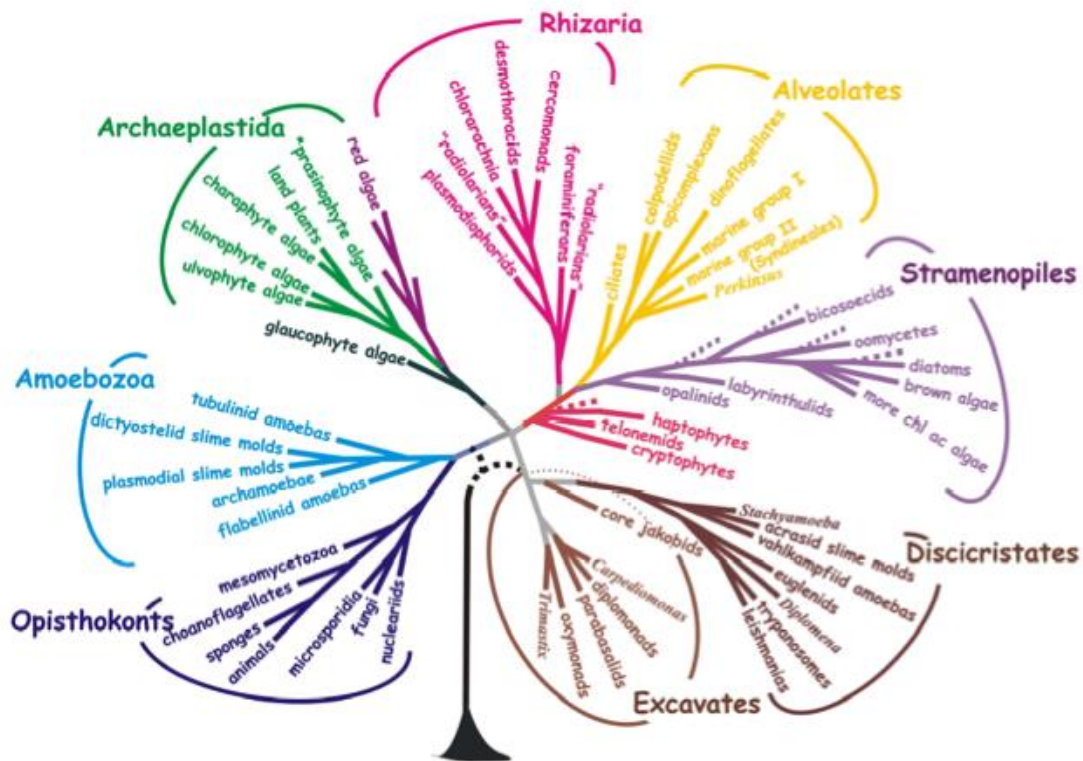 Rhizaria
desmothoracids
cercomonads
chlorarachnia
"radiolarians"
plasmodiophorids
foraminiferans
"radiolarians"
Alveolates
colpodellids
apicomplexans
dinoflagellates
marine group I
marine group II
(Syndineales)
Perkinsus
ciliates
Archaeplastida
red algae
"prasinophyte algae
land plants
charaphyte algae
chlorophyte algae
ulvophyte algae
glaucophyte algae
Stramenopiles
bicosoecids
oomycetes
diatoms
brown algae
more chl ac algae
labyrinthulids
opalinids
haptophytes
telonemids
cryptophytes
Amoebozoa
tubulinid amoebas
dictyostelid slime molds
plasmodial slime molds
archamoebae
flabellinid amoebas
Opisthokonts
mesomycetozoa
choanoflagellates
sponges
animals
microsporidia
fungi
nucleariids
Discicristates
Stachyamoeba
acrasid slime molds
vahlkampfiid amoebas
euglenids
Diplomena
trypanosomes
leishmanias
Excavates
core jakobids
Carpediomonas
diplomonads
parabasalids
oxymonads
Trimastix